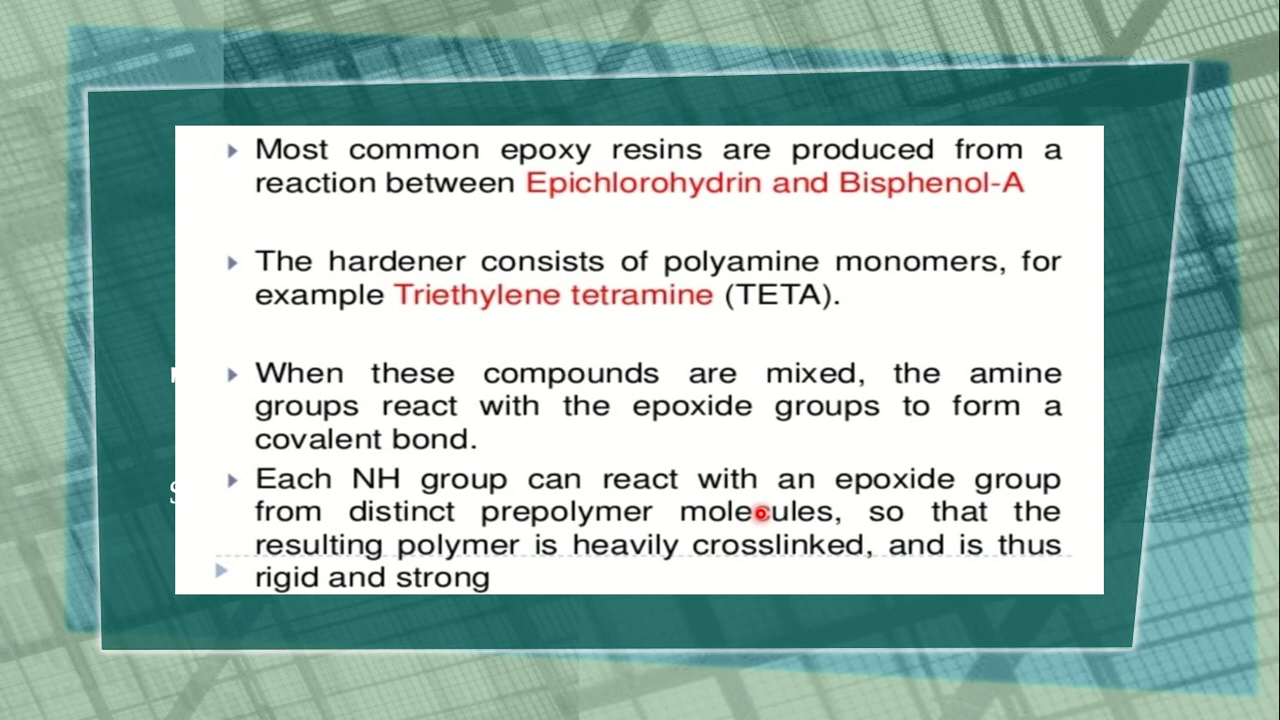 Most common epoxy resins are produced from a
reaction between Epichlorohydrin and Bisphenol-A
The hardener consists of polyamine monomers, for
example Triethylene tetramine (TETA).
When these compounds are mixed, the amine
groups react with the epoxide groups to form a
covalent bond.
Each NH group can react with an epoxide group
from distinct prepolymer molecules, so that the
resulting polymer is heavily crosslinked, and is thus
rigid and strong